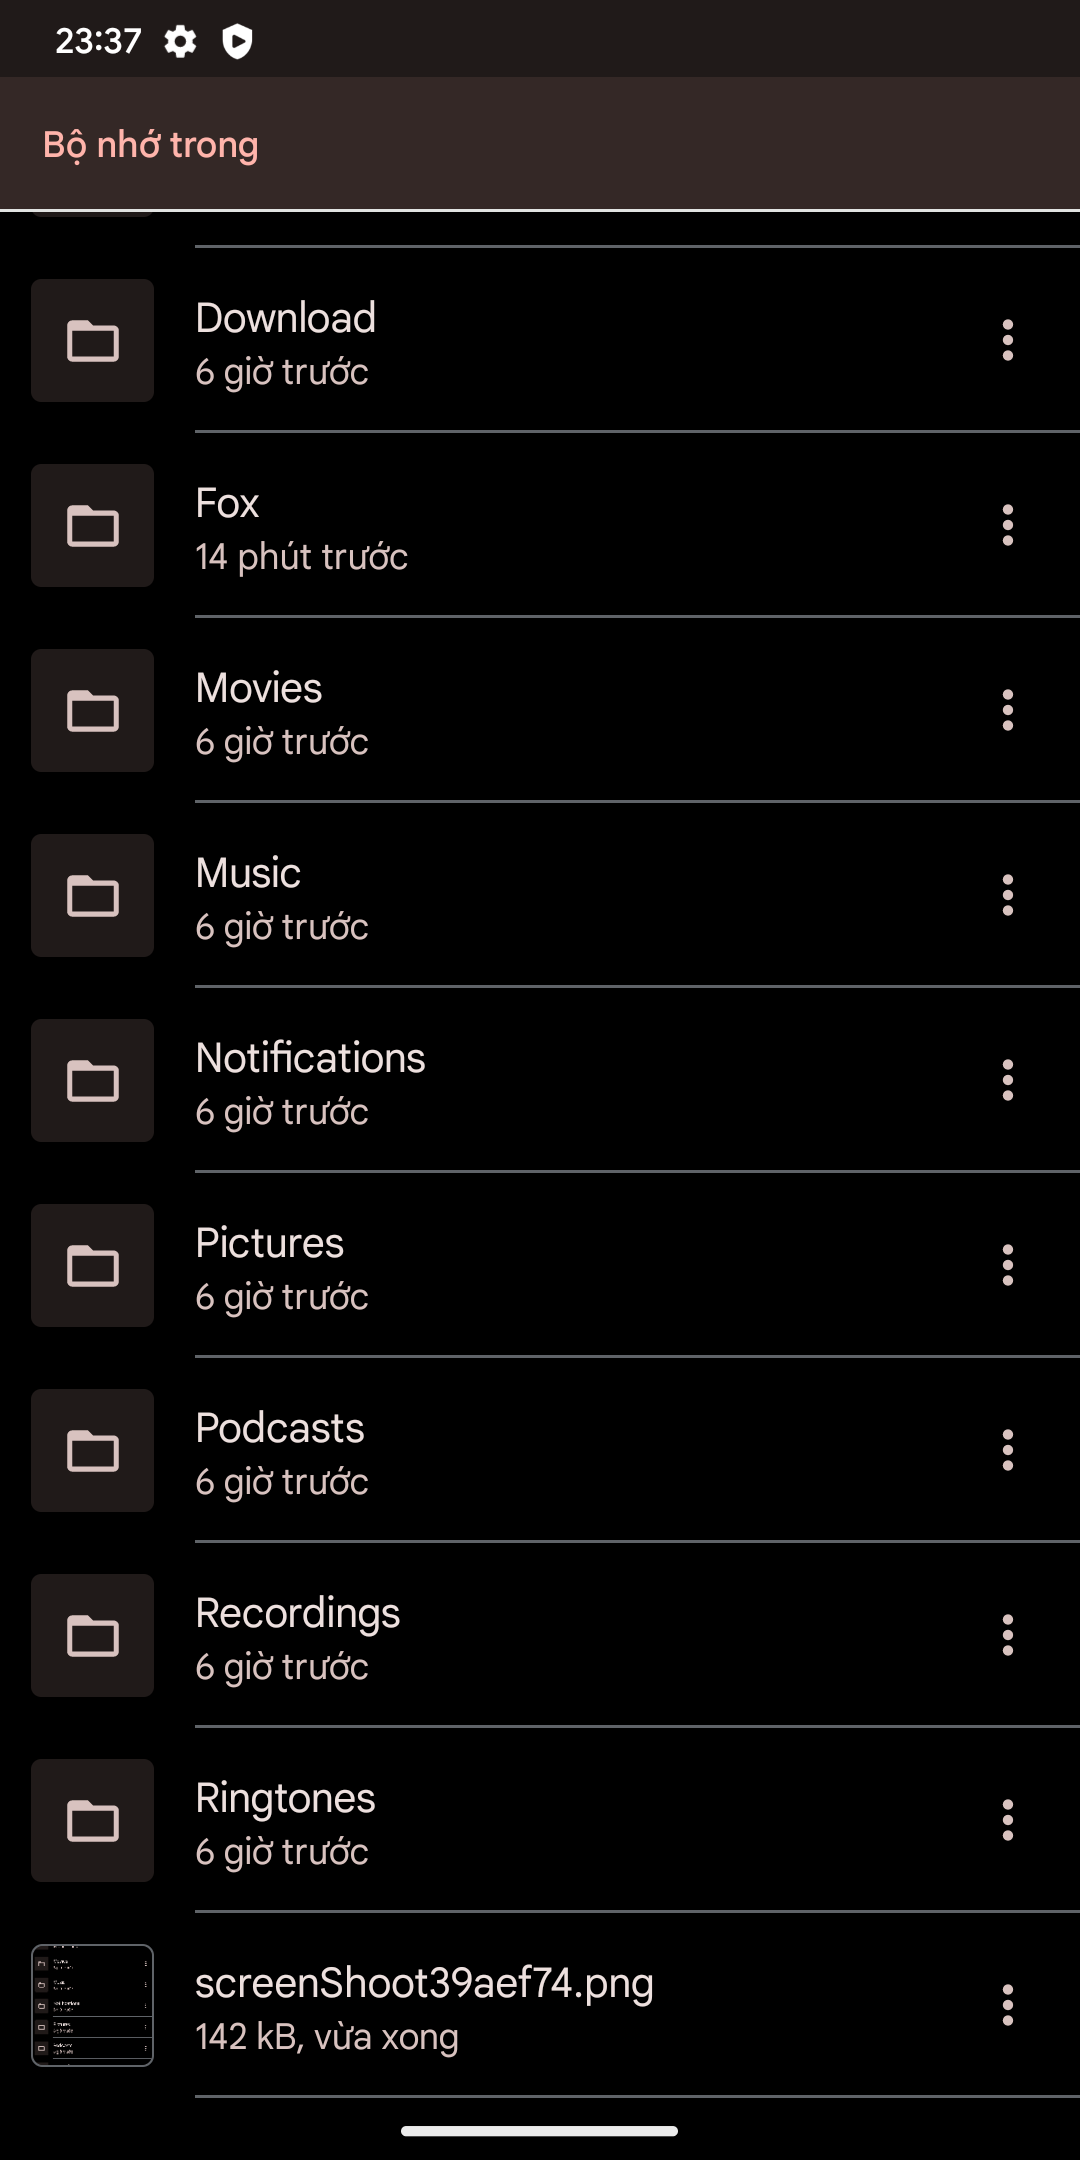 23:37
Bộ nhớ trong
Download
6 giờ trước
Fox
14 phút trước
Movies
6 giờ trước
Music
6 giờ trước
Notifications
6 giờ trước
Pictures
6 giờ trước
Podcasts
6 giờ trước
Recordings
6 giờ trước
Ringtones
6 giờ trước
screenShoot39aef74.png
142 kB, vừa xong